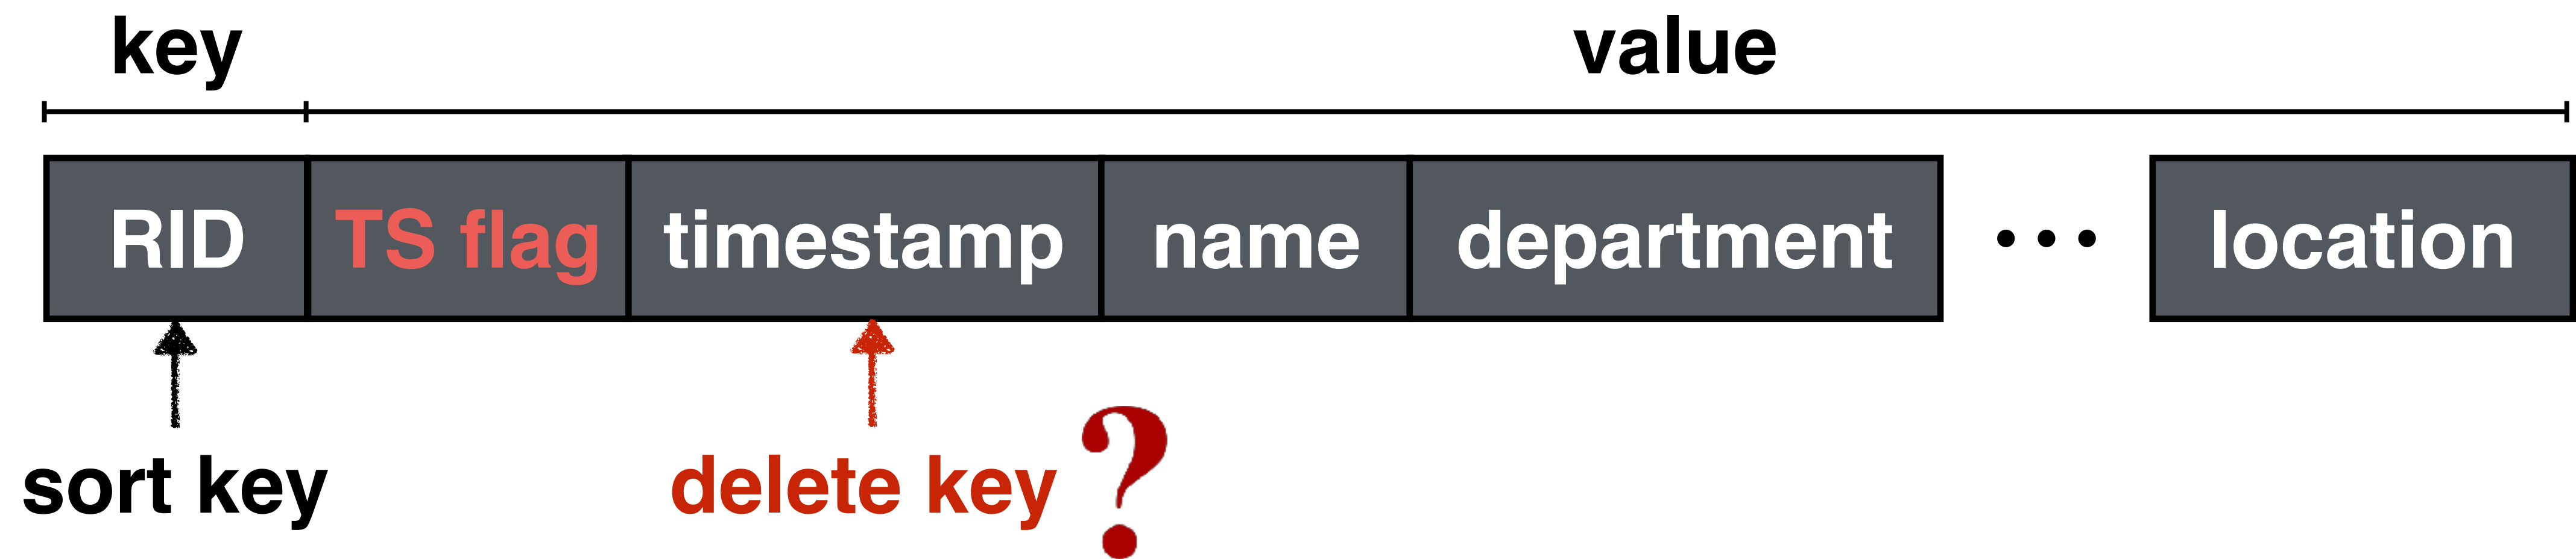 key value
RID TS flag timestamp name department ... location
sort key delete key ?